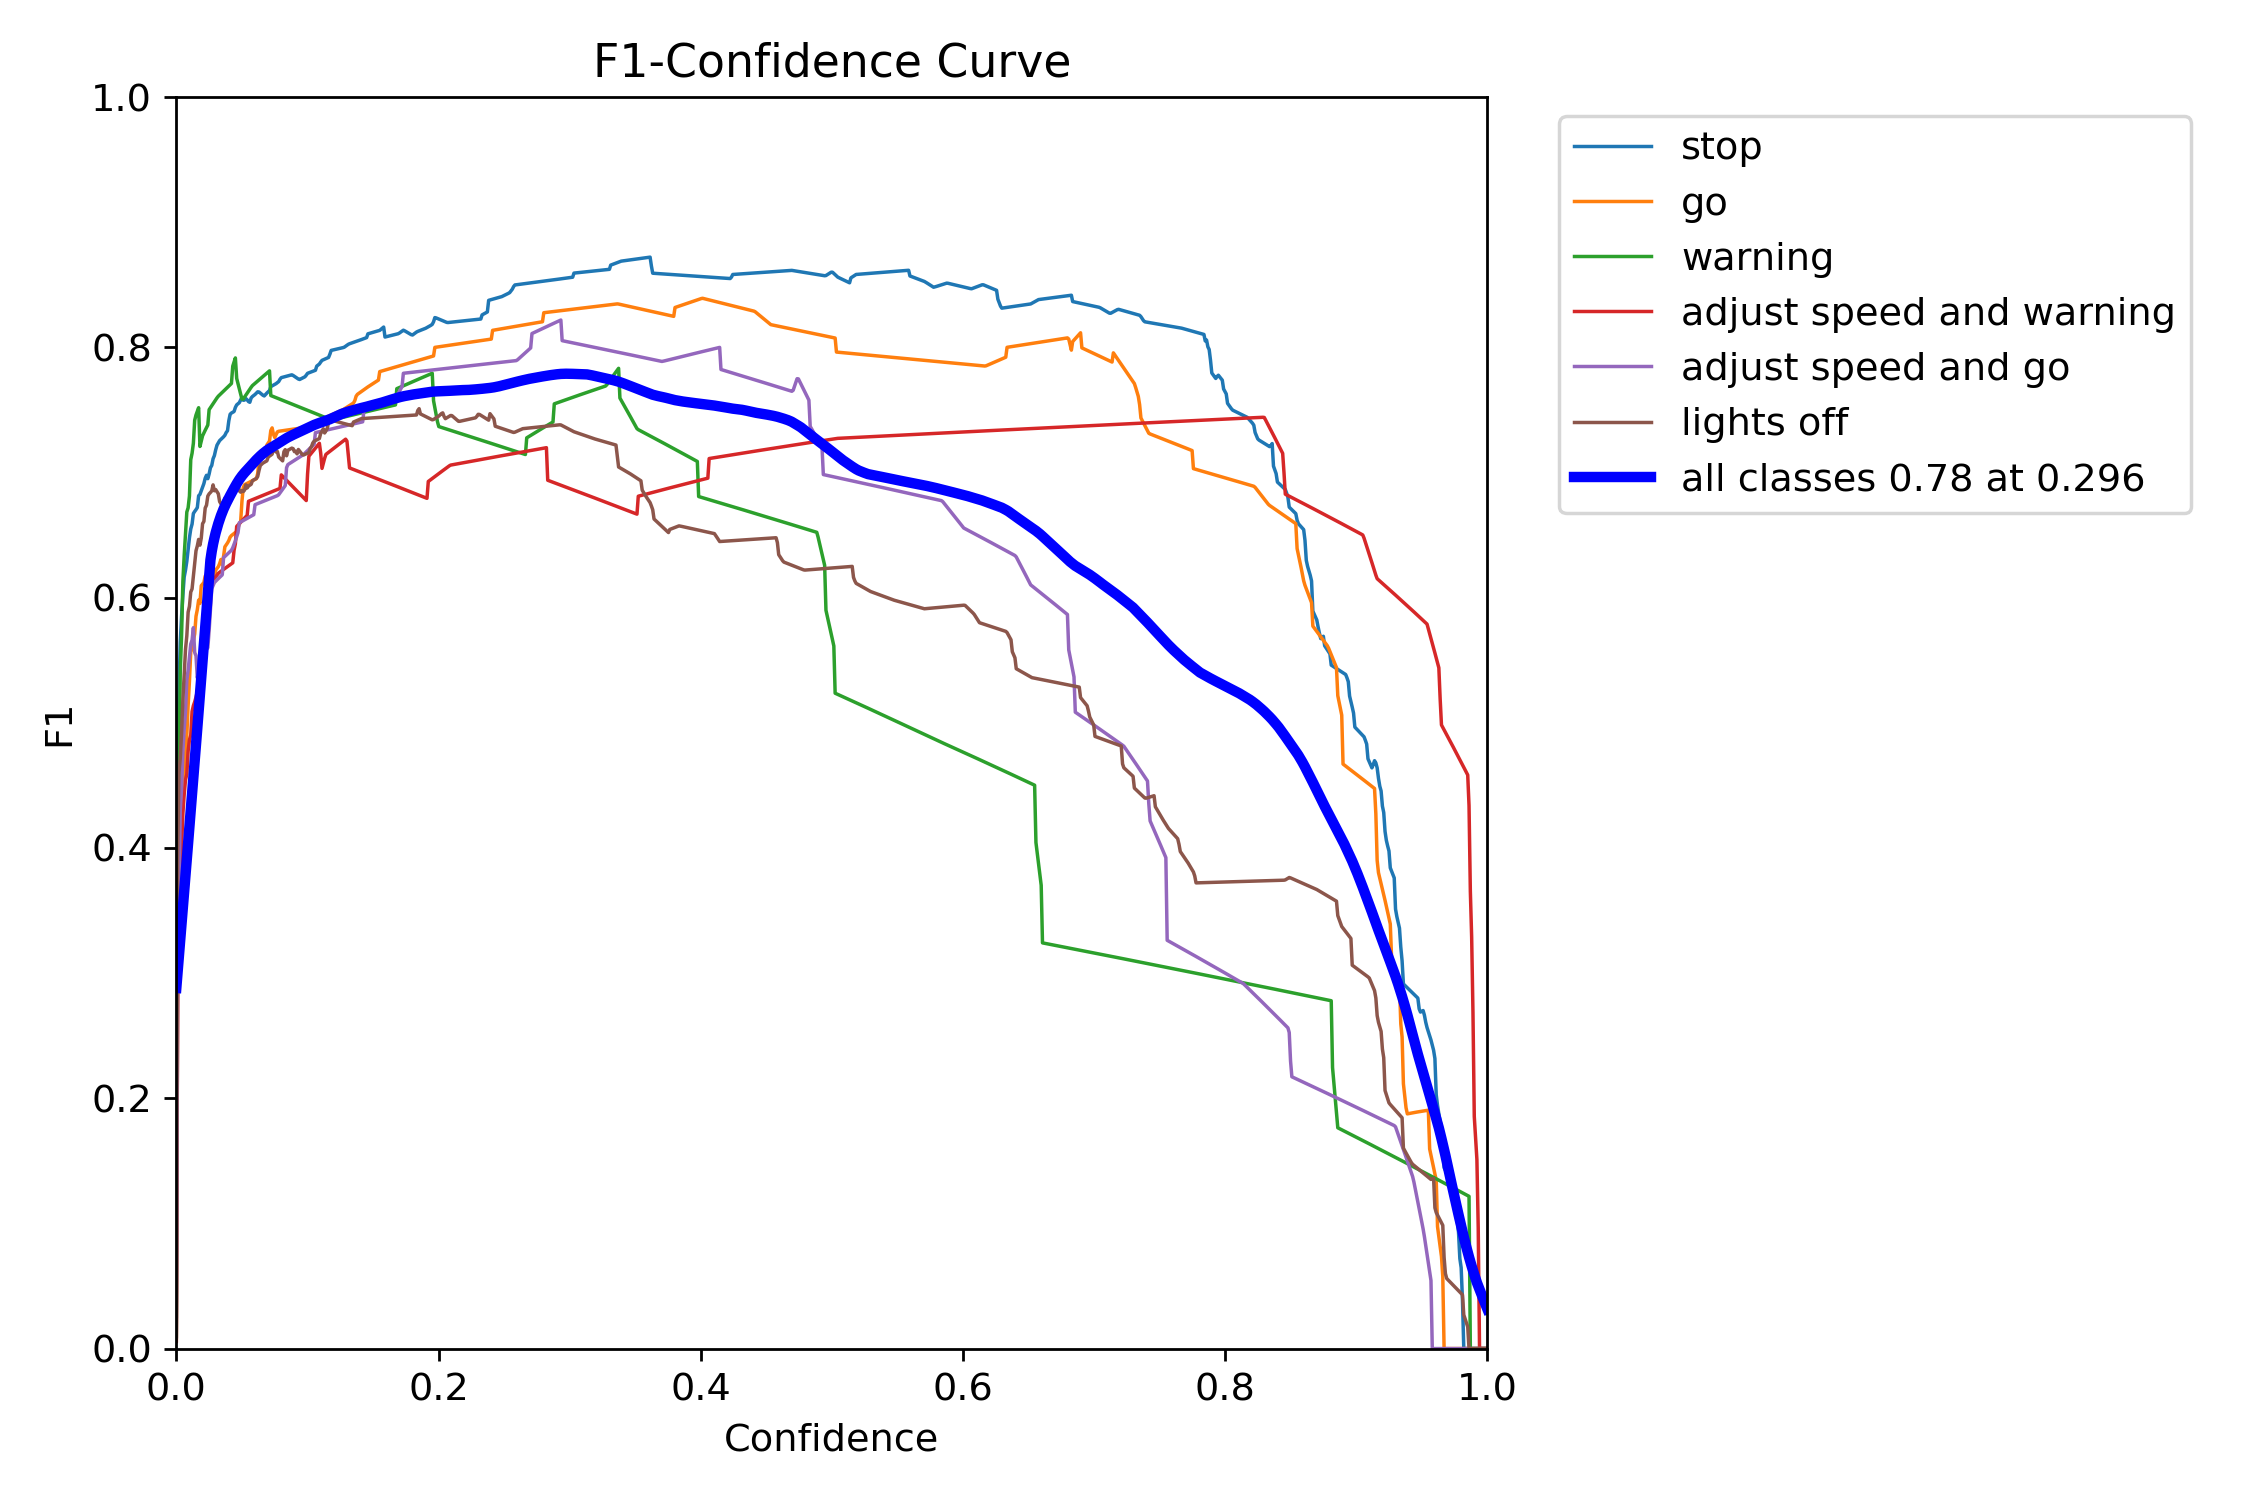 F1-Confidence Curve
1.0
0.8
0.6
0.4
0.2
0.0
F1
0.0 0.2 0.4 0.6 0.8 1.0
Confidence
stop
go
warning
adjust speed and warning
adjust speed and go
lights off
all classes 0.78 at 0.296